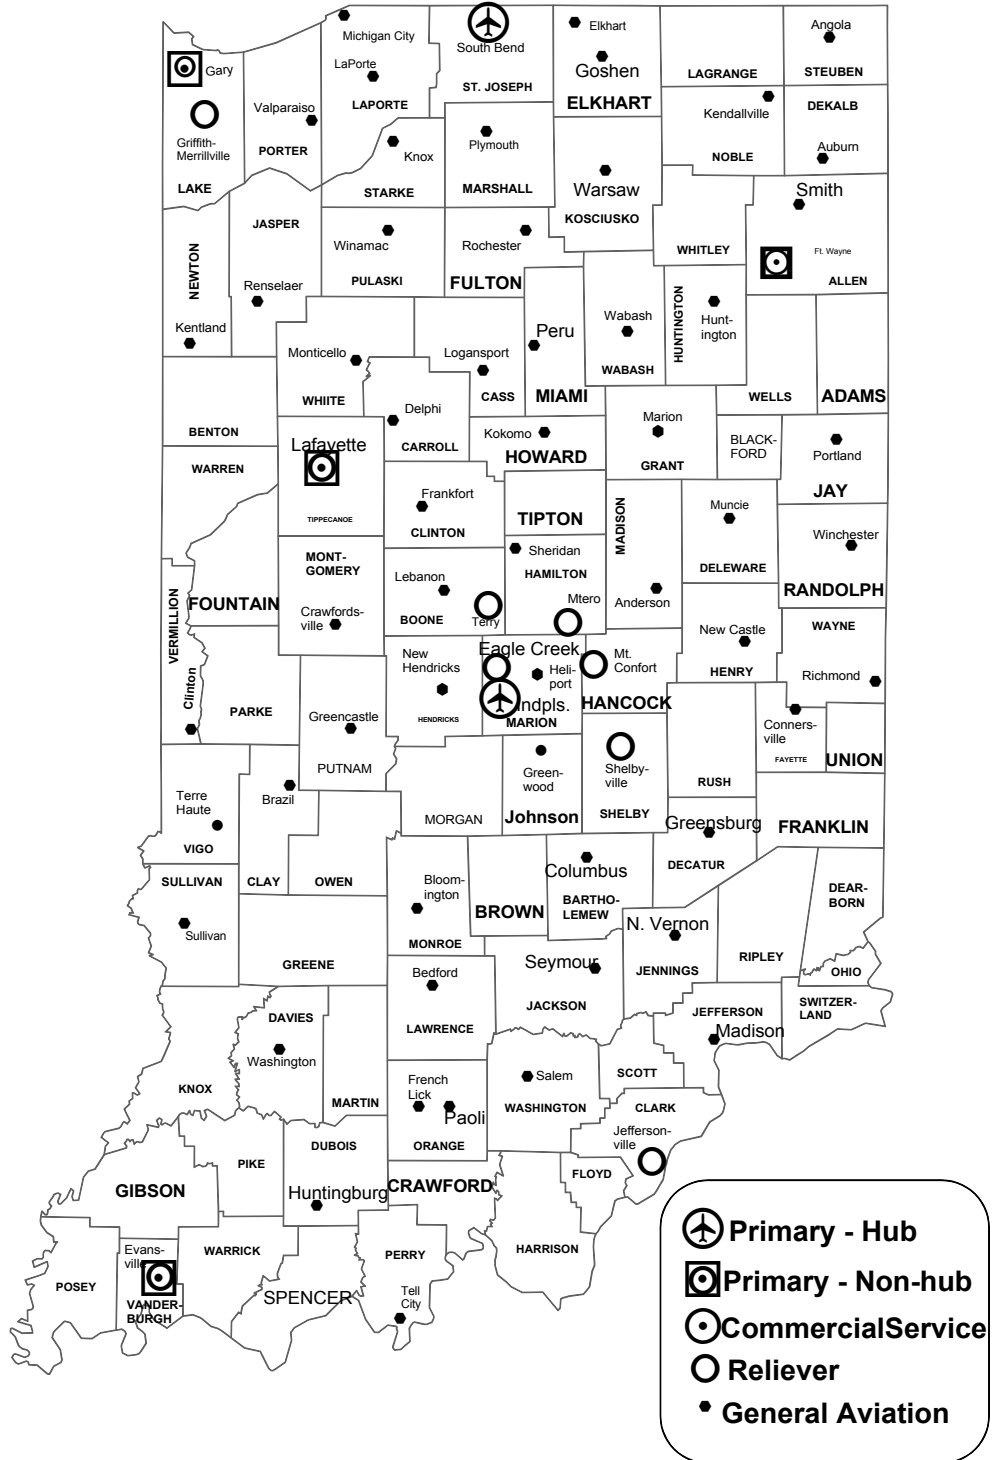 Michigan City
South Bend
Elkhart
Angola
Gary
LaPorte
Goshen
LAGRANGE
STEUBEN
ST. JOSEPH
ELKHART
LAPORTE
Valparaiso
Kendallville
DEKALB
Griffith-
Merrillville
PORTER
Knox
Plymouth
NOBLE
Auburn
LAKE
STARKE
MARSHALL
Warsaw
Smith
JASPER
KOSCIUSKO
NEWTON
Winamac
Rochester
WHITLEY
Ft. Wayne
PULASKI
FULTON
ALLEN
Renselaer
HUNTINGTON
Wabash
Hunt-
ington
Kentland
Peru
Monticello
Logansport
WABASH
WHIITE
CASS
MIAMI
WELLS
ADAMS
Delphi
BENTON
Lafayette
CARROLL
Kokomo
HOWARD
Marion
BLACK-
FORD
Portland
WARREN
GRANT
JAY
Frankfort
TIPPECANOE
CLINTON
TIPTON
MADISON
Muncie
Winchester
MONT-
GOMERY
Sheridan
HAMILTON
DELEWARE
RANDOLPH
Lebanon
VERMILLION
FOUNTAIN
Crawfords-
ville
BOONE
Terry
Mtero
Anderson
WAYNE
New Castle
Clinton
New
Hendricks
Eagle Creek
Heli-
port
Mt.
Confort
HENRY
Richmond
PARKE
Greencastle
HENDRICKS
Indpls.
MARION
HANCOCK
Conners-
ville
FAYETTE
UNION
PUTNAM
Green-
wood
Shelby-
ville
RUSH
Terre
Haute
Brazil
MORGAN
Johnson
SHELBY
Greensburg
FRANKLIN
VIGO
DECATUR
SULLIVAN
CLAY
OWEN
Bloom-
ington
Columbus
BROWN
BARTHO-
LEMEW
DEAR-
BORN
Sullivan
MONROE
N. Vernon
GREENE
Bedford
Seymour
JENNINGS
RIPLEY
OHIO
DAVIES
LAWRENCE
JACKSON
JEFFERSON
SWITZER-
LAND
Madison
Washington
KNOX
MARTIN
French
Lick
Paoli
Salem
WASHINGTON
SCOTT
CLARK
DUBOIS
ORANGE
Jefferson-
ville
PIKE
FLOYD
GIBSON
Huntingburg
CRAWFORD
Evans-
ville
WARRICK
PERRY
HARRISON
POSEY
VANDER-
BURGH
SPENCER
Tell
City
Primary - Hub
Primary - Non-hub
CommercialService
Reliever
General Aviation